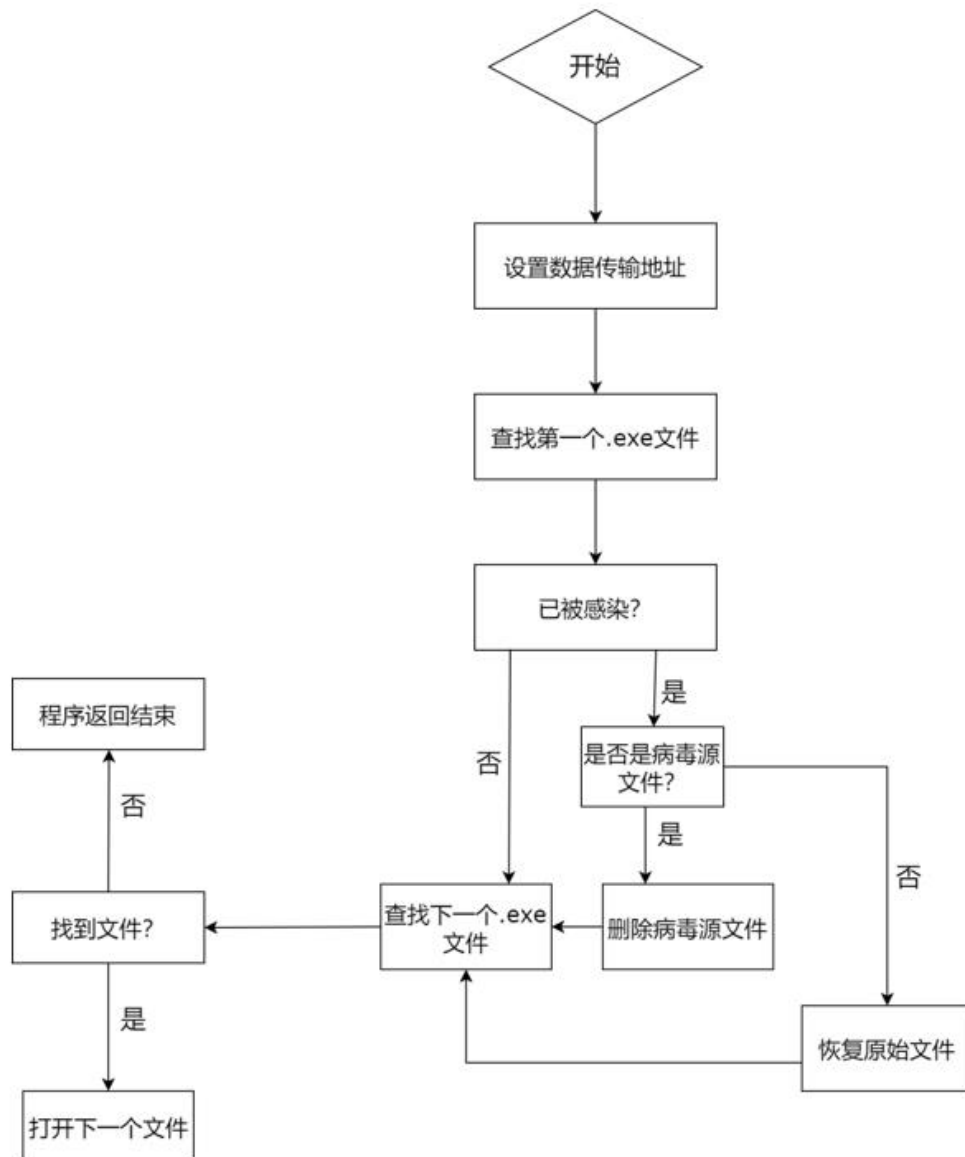 开始
设置数据传输地址
查找第一个.exe文件
已被感染?
是
否
程序返回结束
是否是病毒源
文件?
否
是
否
找到文件?
查找下一个.exe
文件
删除病毒源文件
是
恢复原始文件
打开下一个文件